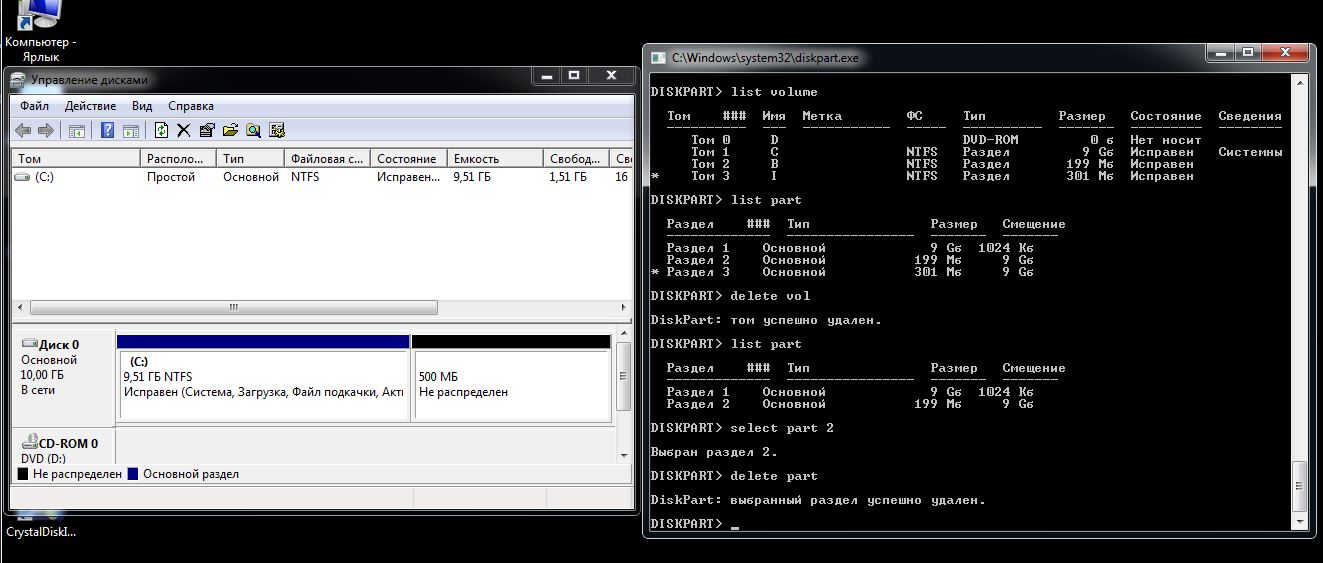 Компьютер -
Ярлык
Управление дисками
Файл Действие Вид Справка
Том Располо... Тип Файловая с... Состояние Емкость Свобод... Св
(C:) Простой Основной NTFS Исправен... 9,51 ГБ 1,51 ГБ 16
Диск 0
Основной
10,00 ГБ
В сети
(C:)
9,51 ГБ NTFS
Исправен (Система, Загрузка, Файл подкачки, Акті
500 МБ
Не распределен
CD-ROM 0
DVD (D:)
Не распределен Основной раздел
CrystalDiskI...
C:\Windows\system32\diskpart.exe
DISKPART> list volume
Том ### Имя Метка ФС Тип Размер Состояние Сведения
Том 0 D DVD-ROM 0 б Нет носит
Том 1 C NTFS Раздел 9 Gб Исправен Системны
Том 2 B NTFS Раздел 199 Mб Исправен
* Том 3 I NTFS Раздел 301 Mб Исправен
DISKPART> list part
Раздел ### Тип Размер Смещение
Раздел 1 Основной 9 Gб 1024 Kб
Раздел 2 Основной 199 Mб 9 Gб
* Раздел 3 Основной 301 Mб 9 Gб
DISKPART> delete vol
DiskPart: том успешно удален.
DISKPART> list part
Раздел ### Тип Размер Смещение
Раздел 1 Основной 9 Gб 1024 Kб
Раздел 2 Основной 199 Mб 9 Gб
DISKPART> select part 2
Выбран раздел 2.
DISKPART> delete part
DiskPart: выбранный раздел успешно удален.
DISKPART> _